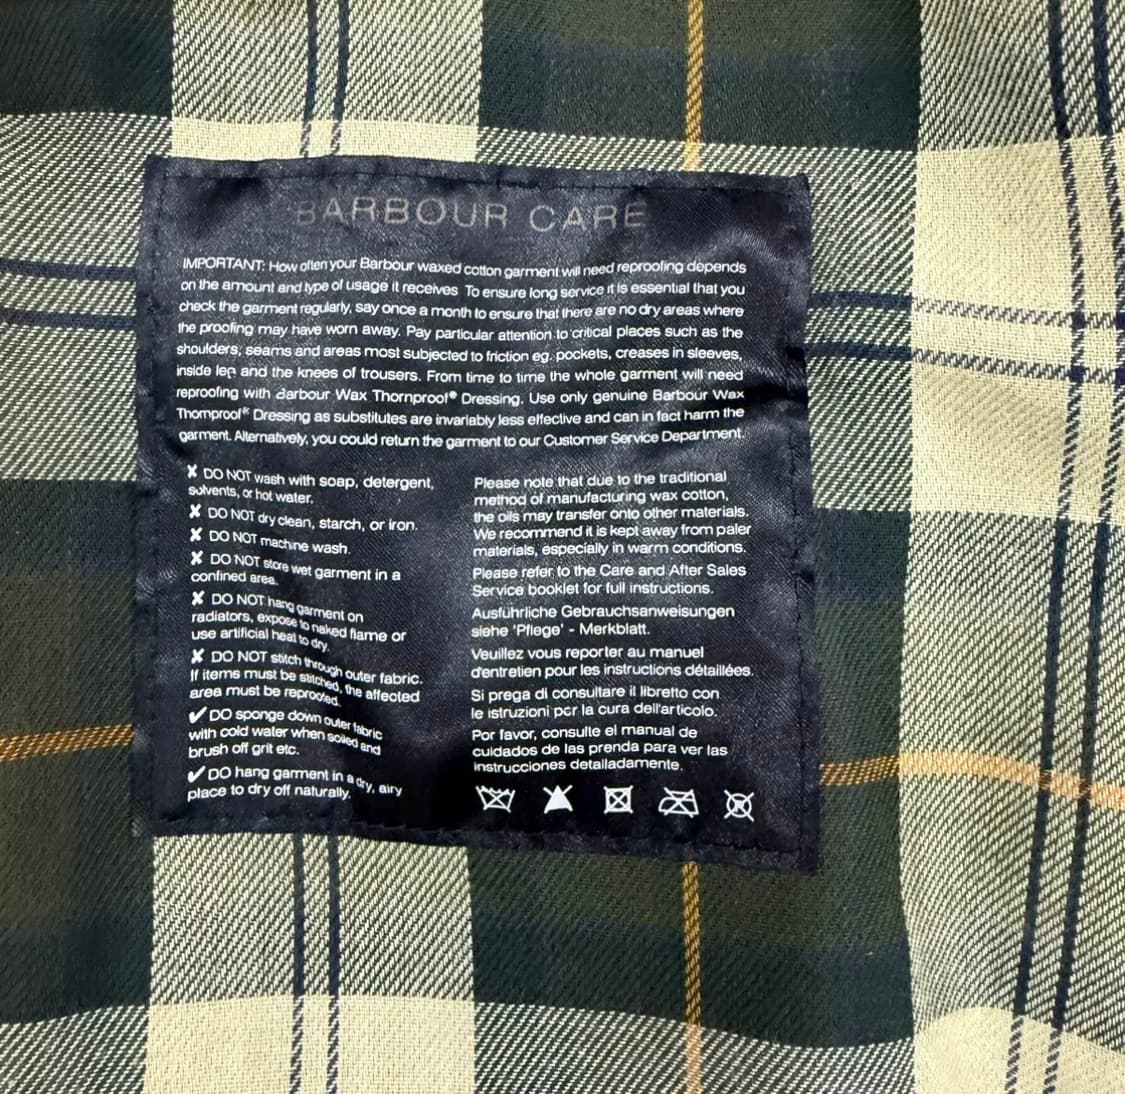 BARBOUR CARE
IMPORTANT: How often your Barbour waxed cotton garment will need reproofing depends
on the amount and type of usage it receives. To ensure long service it is essential that you
check the garment regularly, say once a month to ensure that there are no dry areas where
the proofing may have worn away. Pay particular attention to critical places such as the
shoulders, seams and areas most subjected to friction eg. pockets, creases in sleeves,
inside leg and the knees of trousers. From time to time the whole garment will need
reproofing with Barbour Wax Thornproof® Dressing. Use only genuine Barbour Wax
Thornproof® Dressing as substitutes are invariably less effective and can in fact harm the
garment. Alternatively, you could return the garment to our Customer Service Department.
✘ DO NOT wash with soap, detergent,
solvents, or hot water.
✘ DO NOT dry clean, starch, or iron.
✘ DO NOT machine wash.
✘ DO NOT store wet garment in a
confined area.
✘ DO NOT hang garment on
radiators, expose to naked flame or
use artificial heat to dry.
✘ DO NOT stitch through outer fabric.
If items must be stitched, the affected
area must be reproofed.
✔ DO sponge down outer fabric
with cold water when soiled and
brush off grit etc.
✔ DO hang garment in a dry, airy
place to dry off naturally.
Please note that due to the traditional
method of manufacturing wax cotton,
the oils may transfer onto other materials.
We recommend it is kept away from paler
materials, especially in warm conditions.
Please refer to the Care and After Sales
Service booklet for full instructions.
Ausführliche Gebrauchsanweisungen
siehe 'Pflege' - Merkblatt.
Veuillez vous reporter au manuel
d'entretien pour les instructions détaillées.
Si prega di consultare il libretto con
le istruzioni per la cura dell'articolo.
Por favor, consulte el manual de
cuidados de las prenda para ver las
instrucciones detalladamente.